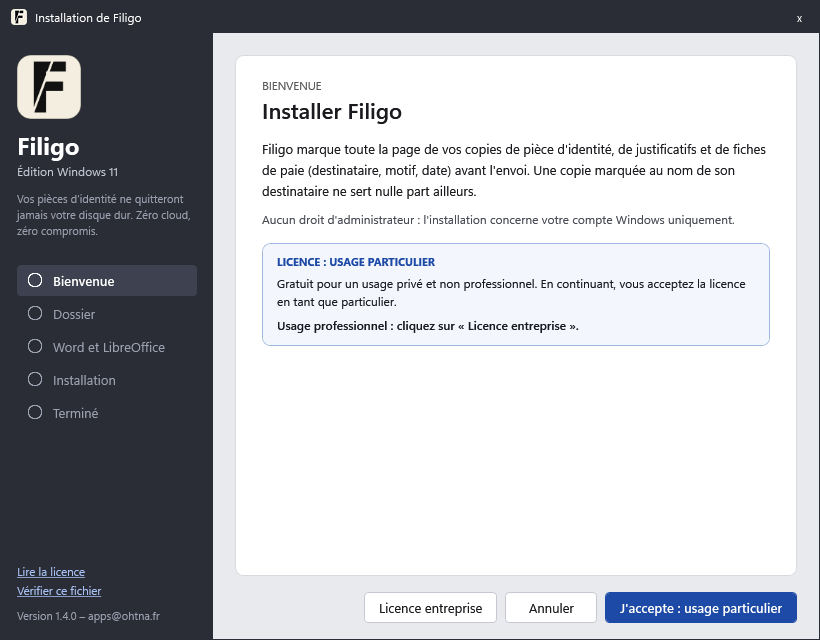 Installation de Filigo
x
Filigo
Édition Windows 11
Vos pièces d'identité ne quitteront
jamais votre disque dur. Zéro cloud,
zéro compromis.
Bienvenue
Dossier
Word et LibreOffice
Installation
Terminé
Lire la licence
Vérifier ce fichier
Version 1.4.0 – apps@ohtna.fr
BIENVENUE
Installer Filigo
Filigo marque toute la page de vos copies de pièce d'identité, de justificatifs et de fiches
de paie (destinataire, motif, date) avant l'envoi. Une copie marquée au nom de son
destinataire ne sert nulle part ailleurs.
Aucun droit d'administrateur : l'installation concerne votre compte Windows uniquement.
LICENCE : USAGE PARTICULIER
Gratuit pour un usage privé et non professionnel. En continuant, vous acceptez la licence
en tant que particulier.
Usage professionnel : cliquez sur « Licence entreprise ».
Licence entreprise
Annuler
J'accepte : usage particulier